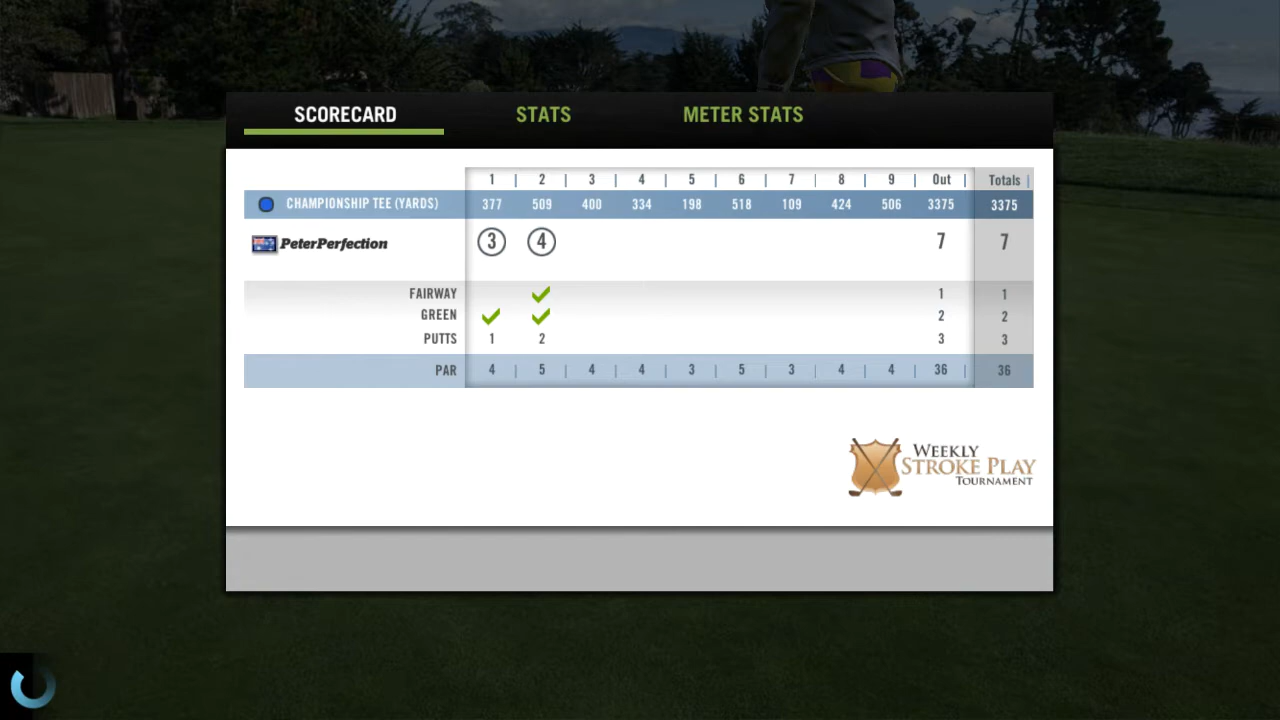 SCORECARD STATS METER STATS
1 | 2 | 3 | 4 | 5 | 6 | 7 | 8 | 9 | Out | Totals |
CHAMPIONSHIP TEE (YARDS) 377 509 400 334 198 518 109 424 506 3375 3375
PeterPerfection 3 4 7 7
FAIRWAY 1 1
GREEN 2 2
PUTTS 1 2 3 3
PAR 4 | 5 | 4 | 4 | 3 | 5 | 3 | 4 | 4 | 36 | 36
WEEKLY
STROKE PLAY
TOURNAMENT